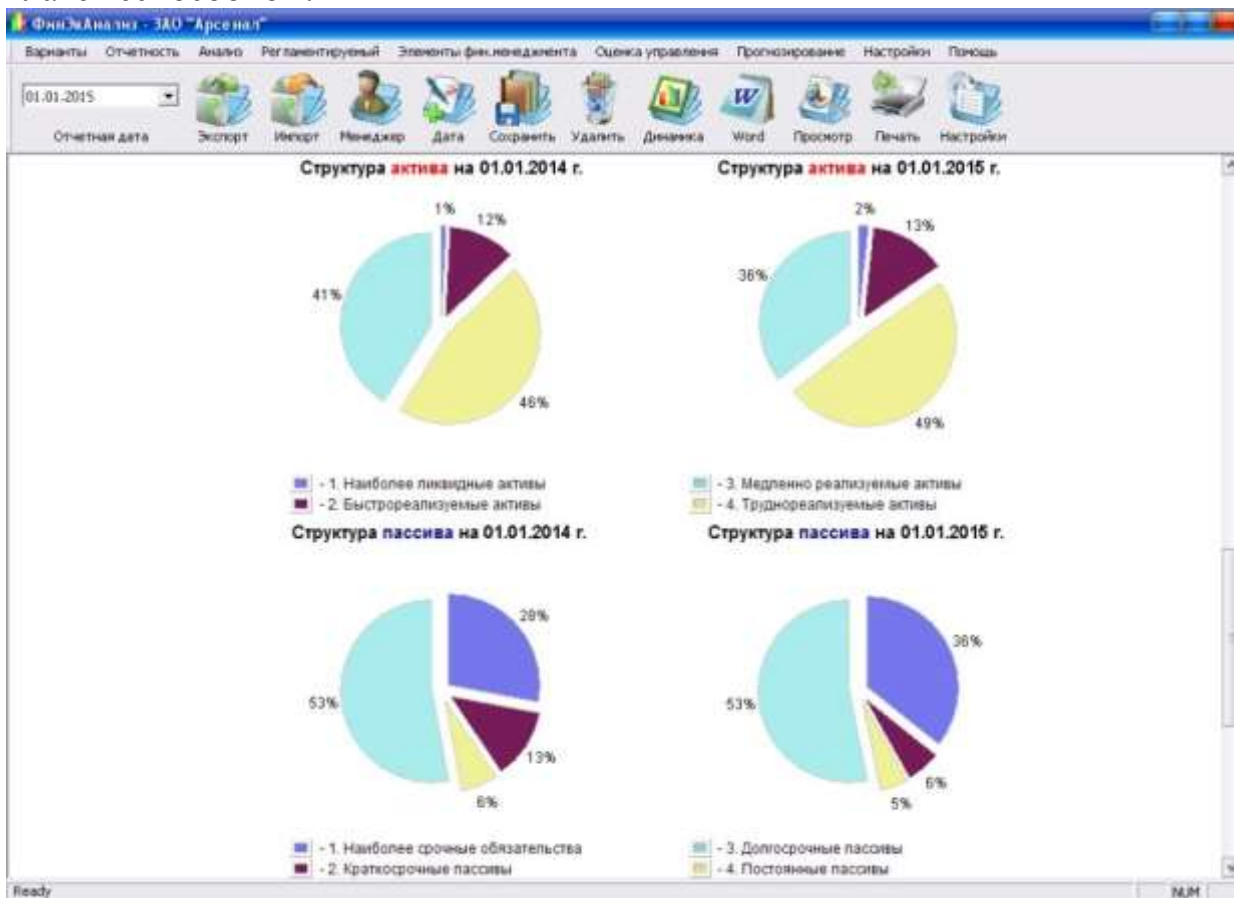 ФинЭкАнализ - ЗАО "Арсенал"
Варианты Отчетность Анализ Регламентируемый Элементы фин.менеджмента Оценка управления Прогнозирование Настройки Помощь
01.01.2015
Отчетная дата Экспорт Импорт Менеджер Дата Сохранить Удалить Динамика Word Просмотр Печать Настройки
Структура актива на 01.01.2014 г. Структура актива на 01.01.2015 г.
1% 12% 2% 13%
41% 36%
46% 49%
- 1. Наиболее ликвидные активы - 3. Медленно реализуемые активы
- 2. Быстрореализуемые активы - 4. Труднореализуемые активы
Структура пассива на 01.01.2014 г. Структура пассива на 01.01.2015 г.
28% 36%
53% 53%
13% 6%
6% 5%
- 1. Наиболее срочные обязательства - 3. Долгосрочные пассивы
- 2. Краткосрочные пассивы - 4. Постоянные пассивы
Ready NUM